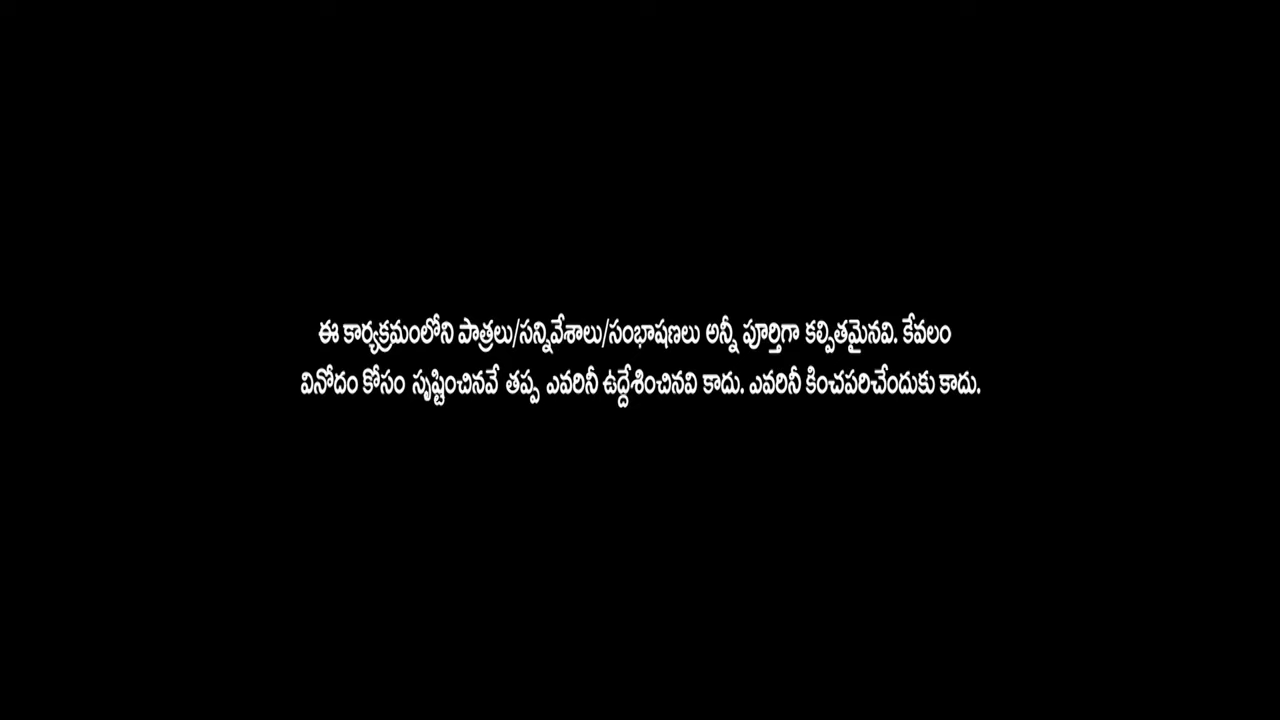 ఈ కార్యక్రమంలోని పాత్రలు/సన్నివేశాలు/సంభాషణలు అన్నీ పూర్తిగా కల్పితమైనవి. కేవలం
వినోదం కోసం సృష్టించినవే తప్ప ఎవరినీ ఉద్దేశించినవి కాదు. ఎవరినీ కించపరిచేందుకు కాదు.